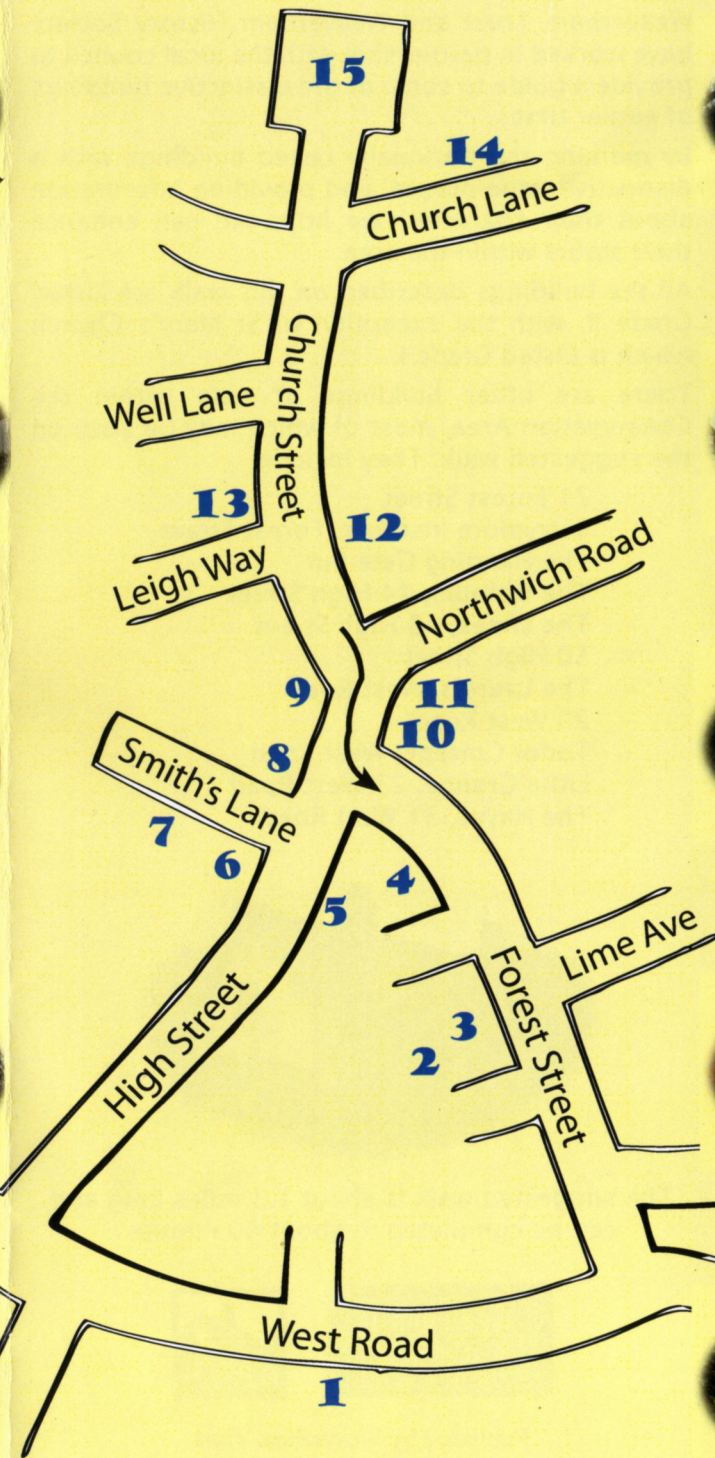 15
14
Church Lane
Church Street
Well Lane
13
12
Leigh Way
Northwich Road
9
11
10
8
Smith's Lane
7
6
4
5
Lime Ave
Forest Street
3
2
High Street
West Road
1